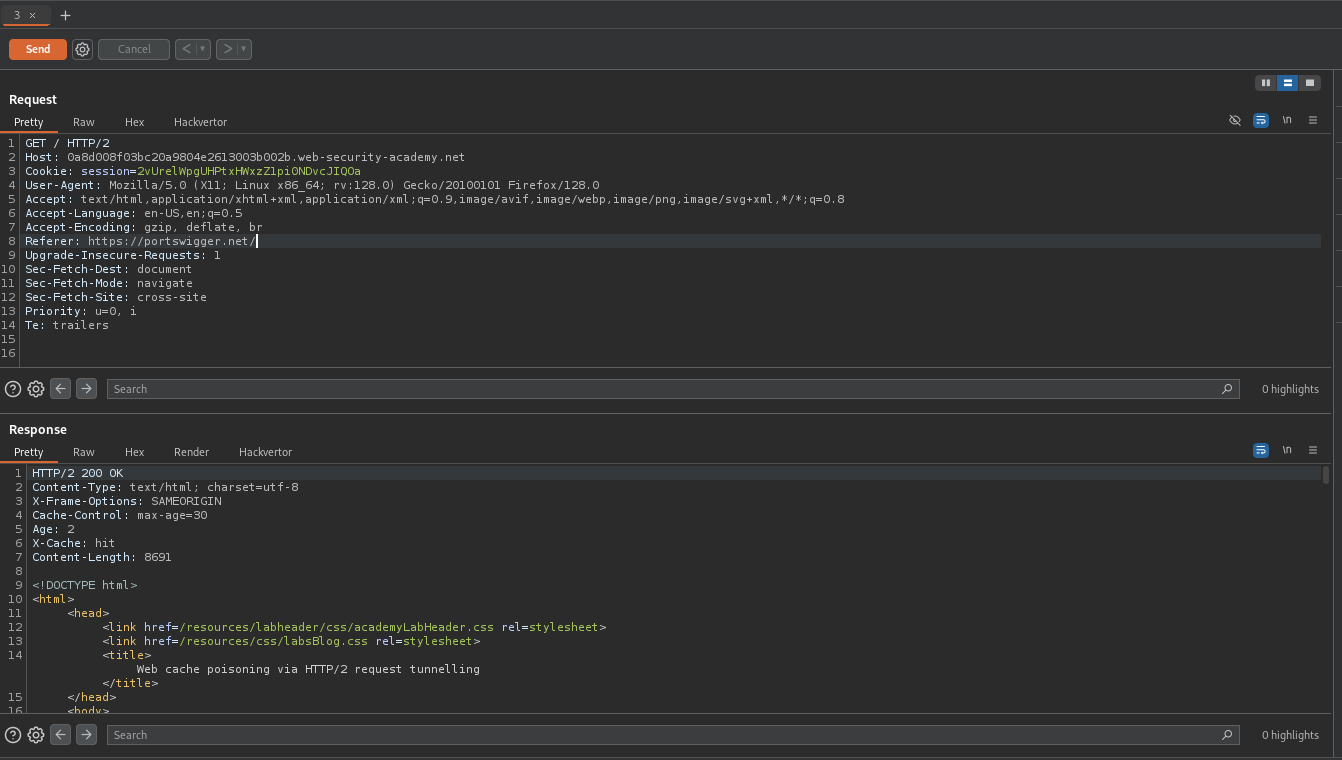 3 × +
Send Cancel < >
Request
Pretty Raw Hex Hackvertor \n
1 GET / HTTP/2
2 Host: 0a8d008f03bc20a9804e2613003b002b.web-security-academy.net
3 Cookie: session=2vUrelWpgUHPtxHWxzZ1pi0NDvcJIQOa
4 User-Agent: Mozilla/5.0 (X11; Linux x86_64; rv:128.0) Gecko/20100101 Firefox/128.0
5 Accept: text/html,application/xhtml+xml,application/xml;q=0.9,image/avif,image/webp,image/png,image/svg+xml,*/*;q=0.8
6 Accept-Language: en-US,en;q=0.5
7 Accept-Encoding: gzip, deflate, br
8 Referer: https://portswigger.net/
9 Upgrade-Insecure-Requests: 1
10 Sec-Fetch-Dest: document
11 Sec-Fetch-Mode: navigate
12 Sec-Fetch-Site: cross-site
13 Priority: u=0, i
14 Te: trailers
15
16
Search 0 highlights
Response
Pretty Raw Hex Render Hackvertor \n
1 HTTP/2 200 OK
2 Content-Type: text/html; charset=utf-8
3 X-Frame-Options: SAMEORIGIN
4 Cache-Control: max-age=30
5 Age: 2
6 X-Cache: hit
7 Content-Length: 8691
8
9 <!DOCTYPE html>
10 <html>
11 <head>
12 <link href=/resources/labheader/css/academyLabHeader.css rel=stylesheet>
13 <link href=/resources/css/labsBlog.css rel=stylesheet>
14 <title>
Web cache poisoning via HTTP/2 request tunnelling
</title>
15 </head>
16 <body>
Search 0 highlights